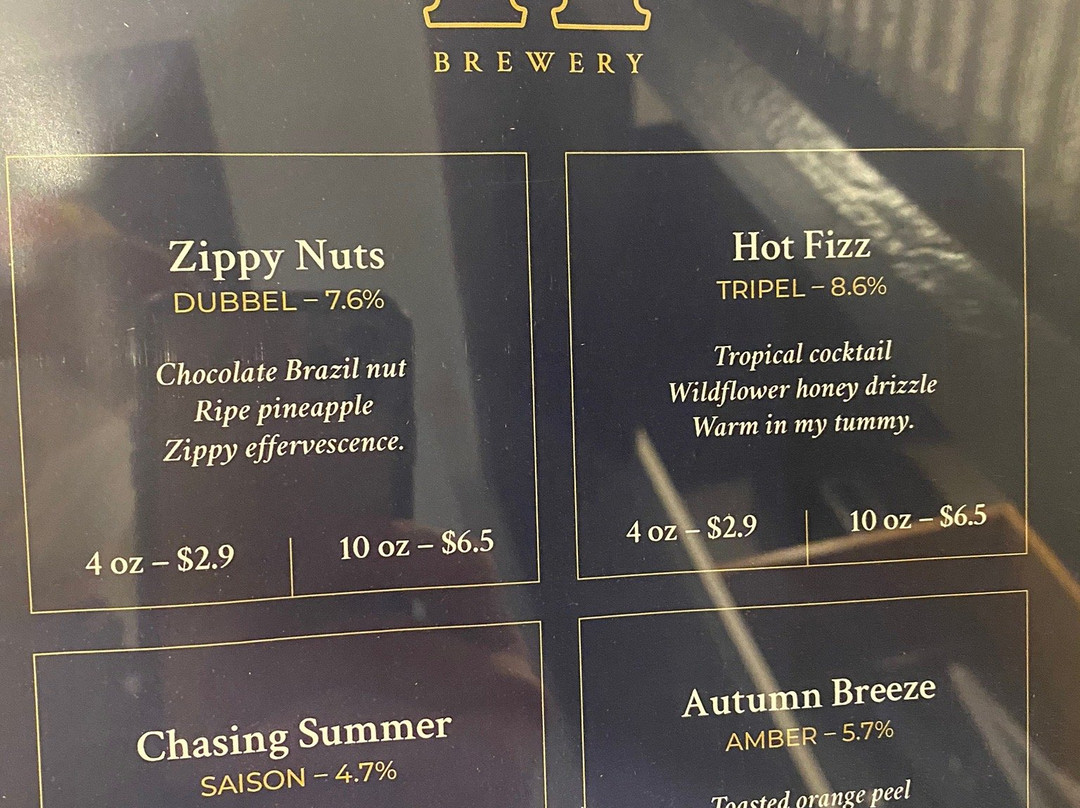 BREWERY
Zippy Nuts
DUBBEL – 7.6%
Chocolate Brazil nut
Ripe pineapple
Zippy effervescence.
4 oz – $2.9
10 oz – $6.5
Hot Fizz
TRIPEL – 8.6%
Tropical cocktail
Wildflower honey drizzle
Warm in my tummy.
4 oz – $2.9
10 oz – $6.5
Chasing Summer
SAISON – 4.7%
Autumn Breeze
AMBER – 5.7%
Toasted orange peel